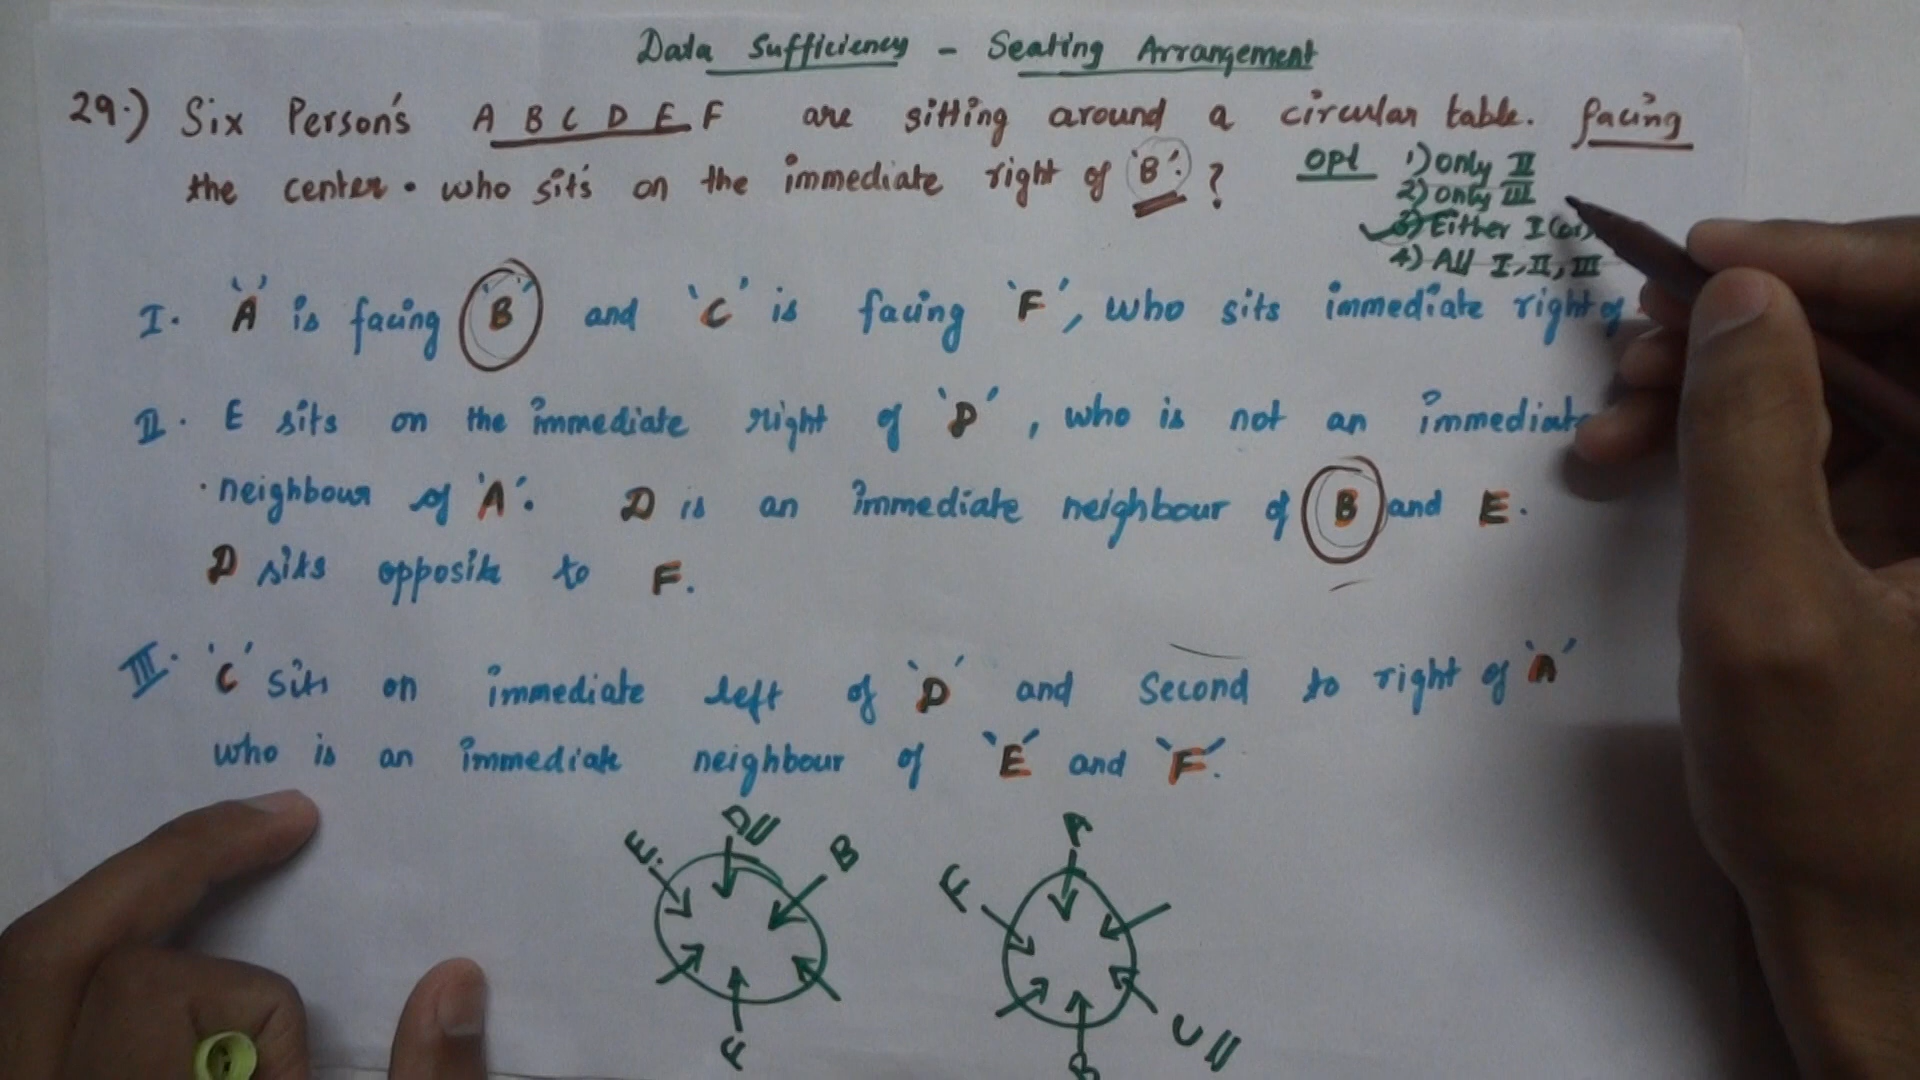 Data Sufficiency - Seating Arrangement
29.) Six Person's A B C D E F are sitting around a circular table. facing
the center. who sit's on the immediate right of 'B'. ?
opt 1) only II
2) only III
3) Either I (or)
4) All I, II, III
I. 'A' is facing 'B' and 'C' is facing 'F', who sits immediate right of
II. E sits on the immediate right of 'D', who is not an immediate
neighbour of 'A'. D is an immediate neighbour of B and E.
D sits opposite to F.
III. 'C' sits on immediate left of 'D' and Second to right of 'A'
who is an immediate neighbour of 'E' and 'F'.
E. D B F
A F C B